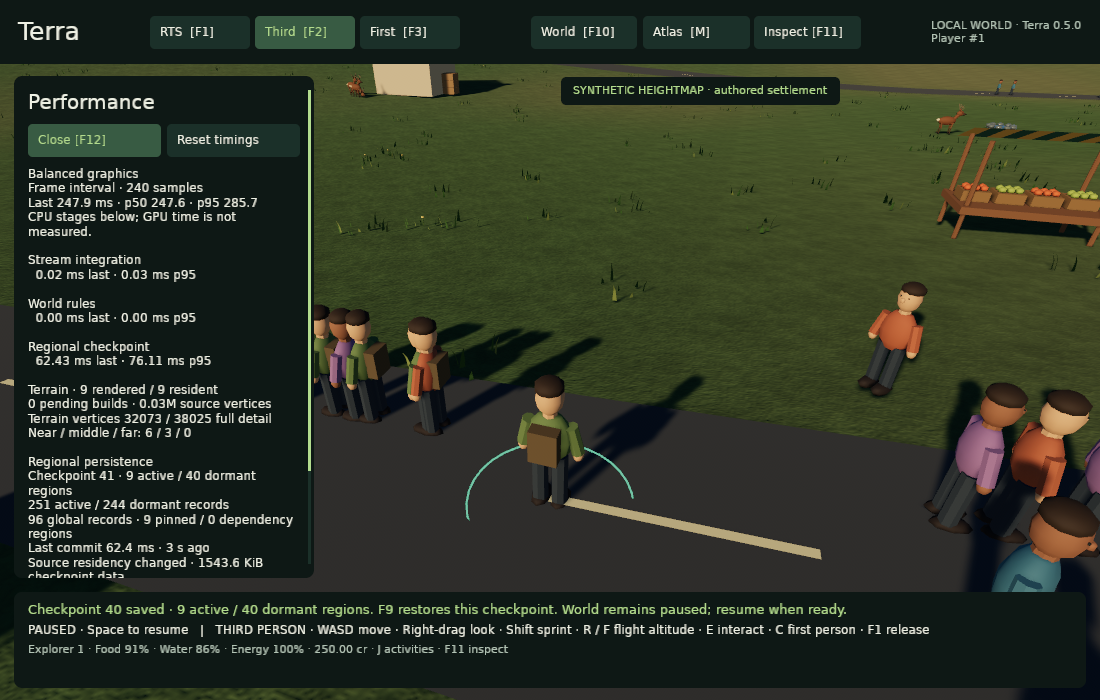 Terra
RTS [F1]
Third [F2]
First [F3]
World [F10]
Atlas [M]
Inspect [F11]
LOCAL WORLD · Terra 0.5.0
Player #1
SYNTHETIC HEIGHTMAP · authored settlement
Performance
Close [F12]
Reset timings
Balanced graphics
Frame interval · 240 samples
Last 247.9 ms · p50 247.6 · p95 285.7
CPU stages below; GPU time is not
measured.
Stream integration
0.02 ms last · 0.03 ms p95
World rules
0.00 ms last · 0.00 ms p95
Regional checkpoint
62.43 ms last · 76.11 ms p95
Terrain · 9 rendered / 9 resident
0 pending builds · 0.03M source vertices
Terrain vertices 32073 / 38025 full detail
Near / middle / far: 6 / 3 / 0
Regional persistence
Checkpoint 41 · 9 active / 40 dormant
regions
251 active / 244 dormant records
96 global records · 9 pinned / 0 dependency
regions
Last commit 62.4 ms · 3 s ago
Source residency changed · 1543.6 KiB
checkpoint data
Checkpoint 40 saved · 9 active / 40 dormant regions. F9 restores this checkpoint. World remains paused; resume when ready.
PAUSED · Space to resume | THIRD PERSON · WASD move · Right-drag look · Shift sprint · R / F flight altitude · E interact · C first person · F1 release
Explorer 1 · Food 91% · Water 86% · Energy 100% · 250.00 cr · J activities · F11 inspect